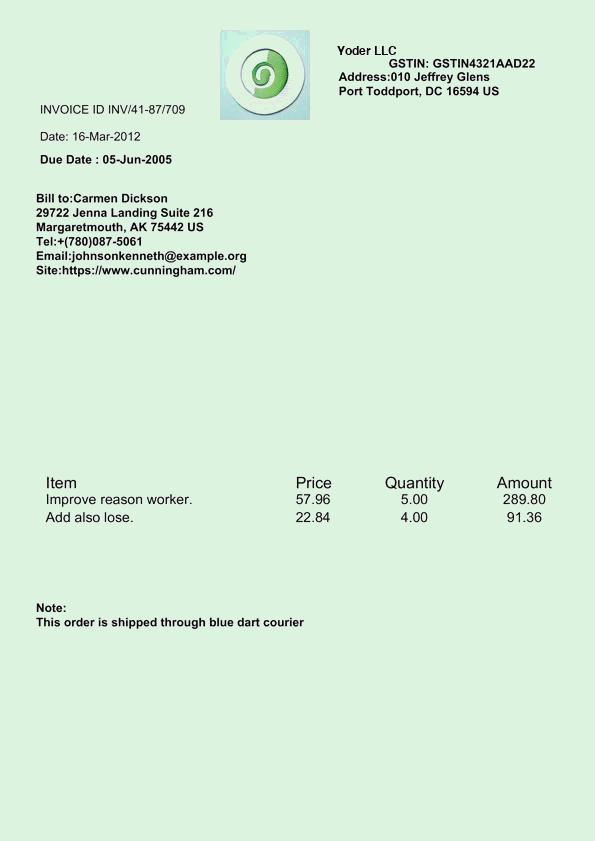 Yoder LLC
GSTIN: GSTIN4321AAD22
Address:010 Jeffrey Glens
Port Toddport, DC 16594 US
INVOICE ID INV/41-87/709
Date: 16-Mar-2012
Due Date : 05-Jun-2005
Bill to:Carmen Dickson
29722 Jenna Landing Suite 216
Margaretmouth, AK 75442 US
Tel:+(780)087-5061
Email:johnsonkenneth@example.org
Site:https://www.cunningham.com/
Item Price Quantity Amount
Improve reason worker. 57.96 5.00 289.80
Add also lose. 22.84 4.00 91.36
Note:
This order is shipped through blue dart courier